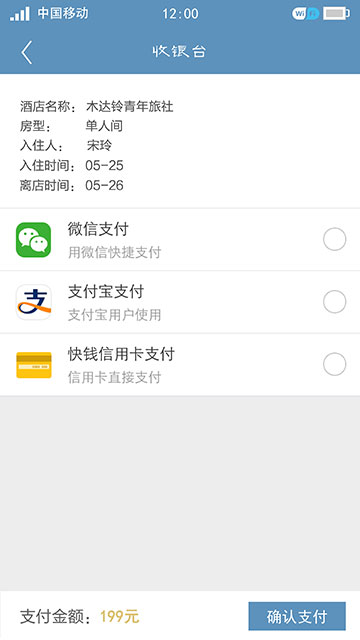 中国移动 12:00 WiFi
收银台
酒店名称： 木达铃青年旅社
房型： 单人间
入住人： 宋玲
入住时间： 05-25
离店时间： 05-26
微信支付
用微信快捷支付
支付宝支付
支付宝用户使用
快钱信用卡支付
信用卡直接支付
支付金额： 199元 确认支付